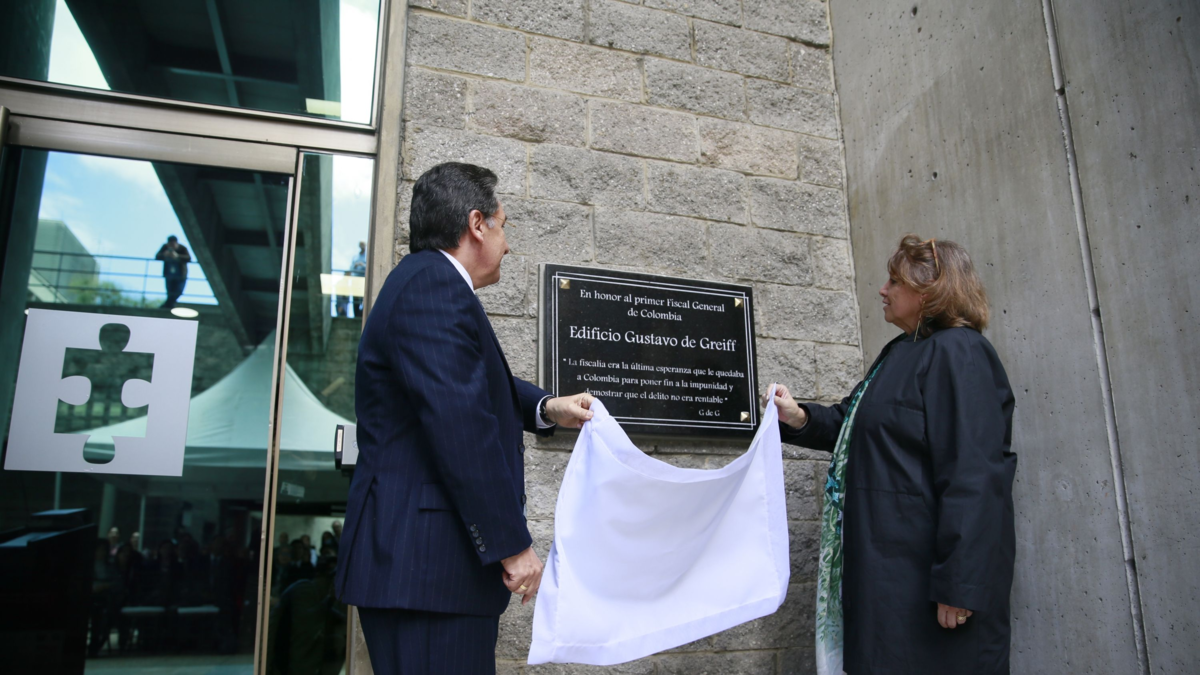 En honor al primer Fiscal General
de Colombia
Edificio Gustavo de Greiff
" La fiscalía era la última esperanza que le quedaba
a Colombia para poner fin a la impunidad y
demostrar que el delito no era rentable "
G de G